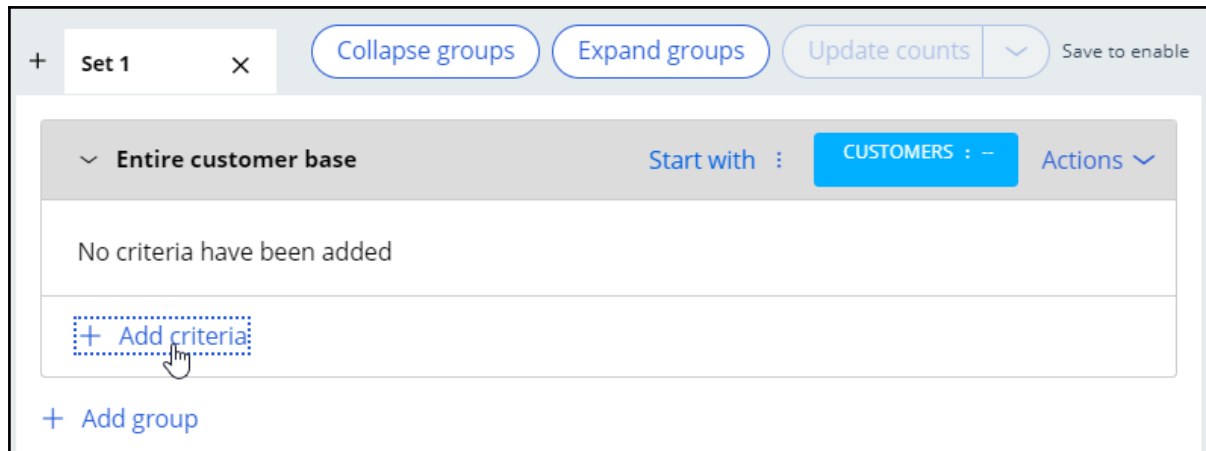 + Set 1 × Collapse groups Expand groups Update counts Save to enable
Entire customer base Start with CUSTOMERS : -- Actions
No criteria have been added
+ Add criteria
+ Add group